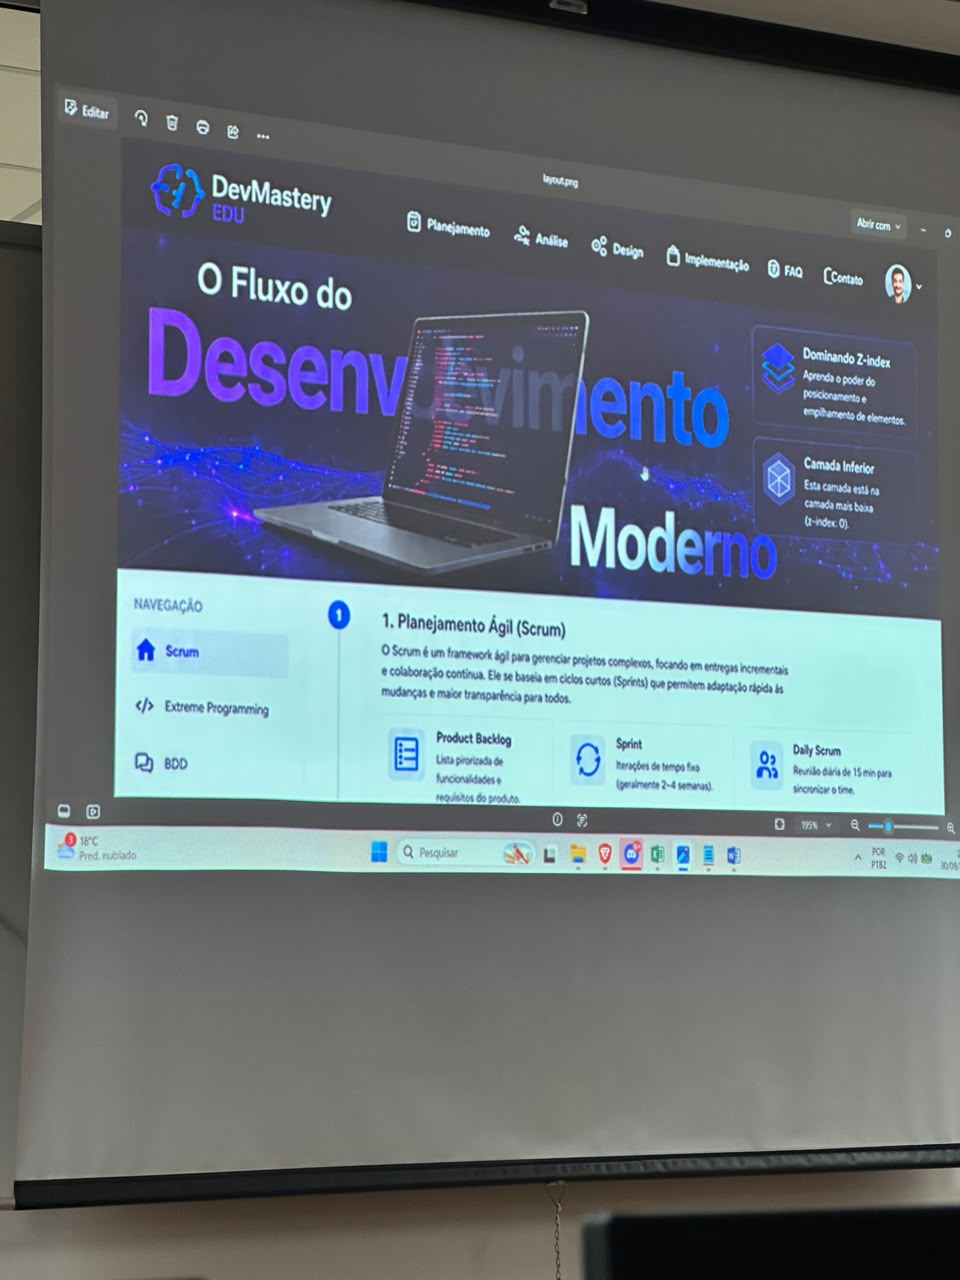 Editar
layout.png
Abrir com
DevMastery
EDU
Planejamento
Análise
Design
Implementação
FAQ
Contato
O Fluxo do
Desenvolvimento
Moderno
Dominando Z-index
Aprenda o poder do
posicionamento e
empilhamento de elementos.
Camada Inferior
Esta camada está na
camada mais baixa
(z-index: 0).
NAVEGAÇÃO
Scrum
Extreme Programming
BDD
1
1. Planejamento Ágil (Scrum)
O Scrum é um framework ágil para gerenciar projetos complexos, focando em entregas incrementais
e colaboração contínua. Ele se baseia em ciclos curtos (Sprints) que permitem adaptação rápida às
mudanças e maior transparência para todos.
Product Backlog
Lista pirorizada de
funcionalidades e
requisitos do produto.
Sprint
Iterações de tempo fixo
(geralmente 2-4 semanas).
Daily Scrum
Reunião diária de 15 min para
sincronizar o time.
195%
3
18°C
Pred. nublado
Pesquisar
POR
PTB2
30/09/